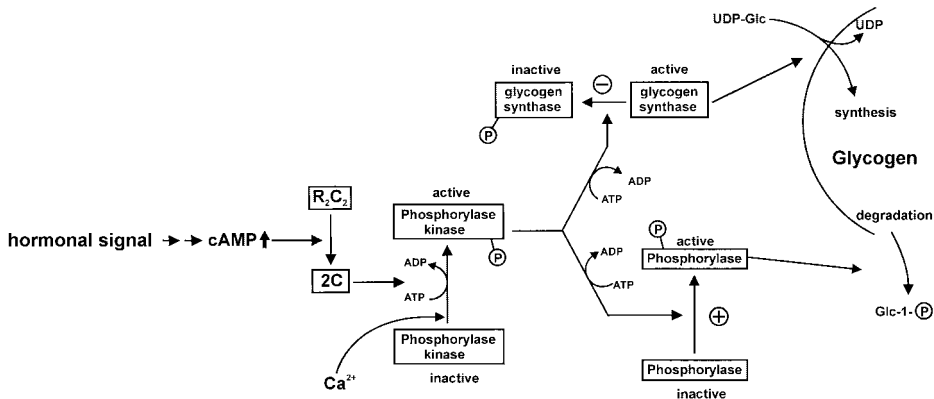 UDP-Glc
UDP
inactive
active
glycogen
synthase
glycogen
synthase
P
synthesis
Glycogen
ADP
ATP
R₂C₂
active
Phosphorylase
kinase
P
degradation
hormonal signal
cAMP
P
active
Phosphorylase
ADP
ADP
2C
ATP
ATP
Glc-1-P
Phosphorylase
kinase
inactive
Phosphorylase
inactive
Ca²⁺